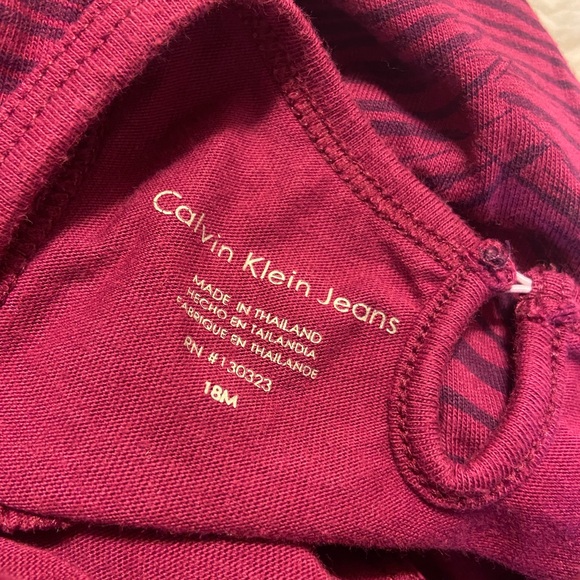 Calvin Klein Jeans
MADE IN THAILAND
HECHO EN TAILANDIA
FABRIQUE EN THAILANDE
RN #130323
18M